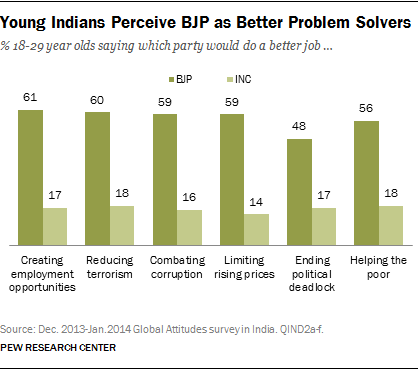 Young Indians Perceive BJP as Better Problem Solvers
% 18-29 year olds saying which party would do a better job ...
BJP INC
61 17 60 18 59 16 59 14 48 17 56 18
Creating employment opportunities
Reducing terrorism
Combating corruption
Limiting rising prices
Ending political deadlock
Helping the poor
Source: Dec. 2013-Jan.2014 Global Attitudes survey in India. QIND2a-f.
PEW RESEARCH CENTER